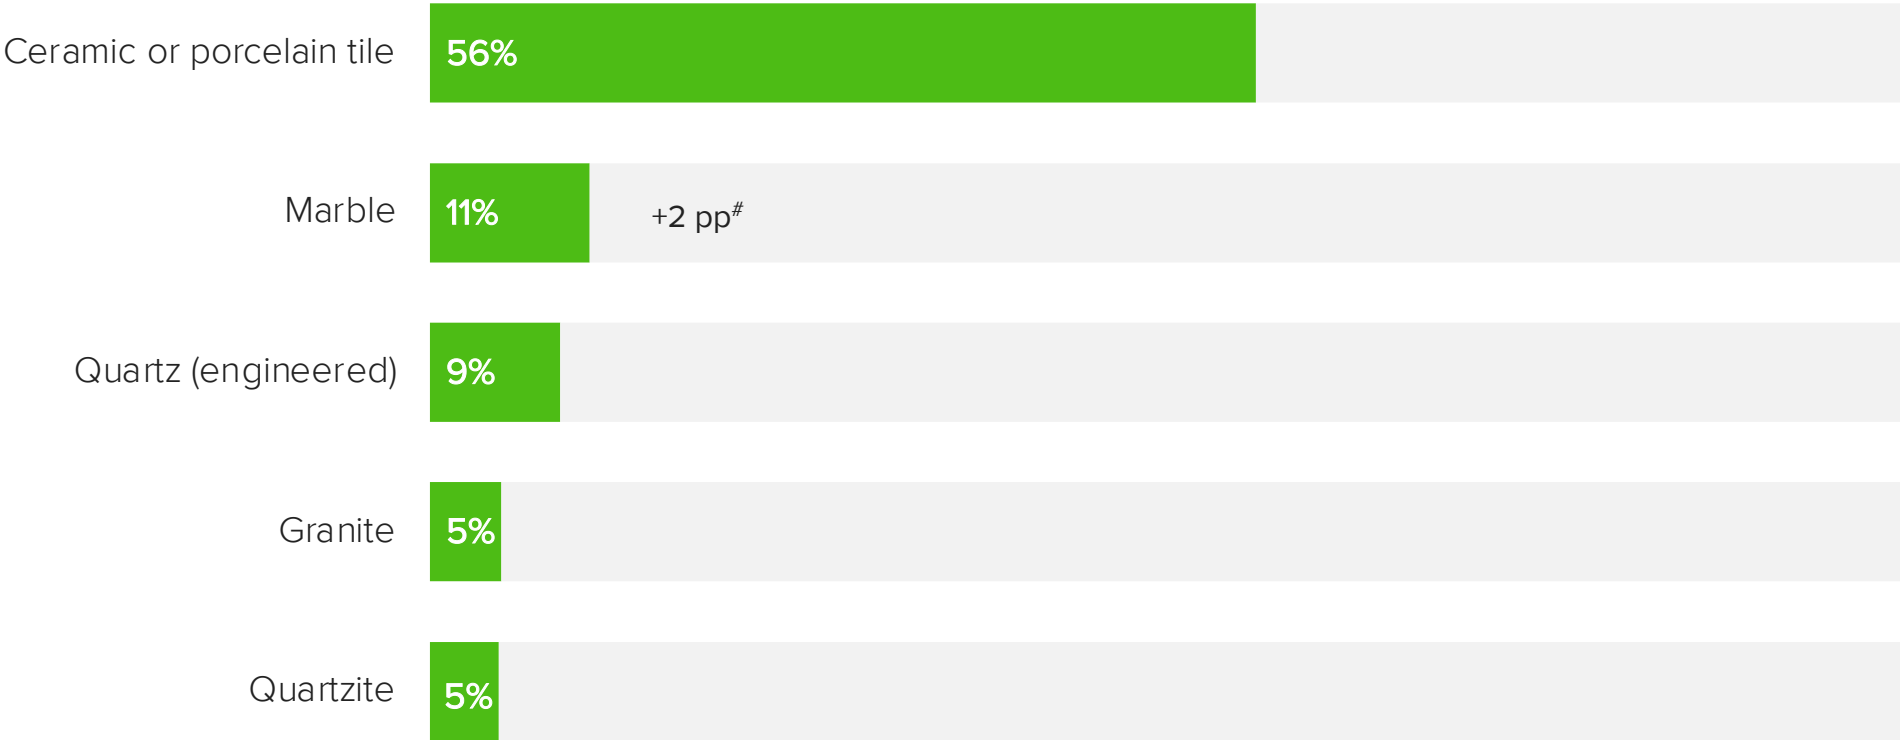 Ceramic or porcelain tile 56%
Marble 11% +2 pp#
Quartz (engineered) 9%
Granite 5%
Quartzite 5%